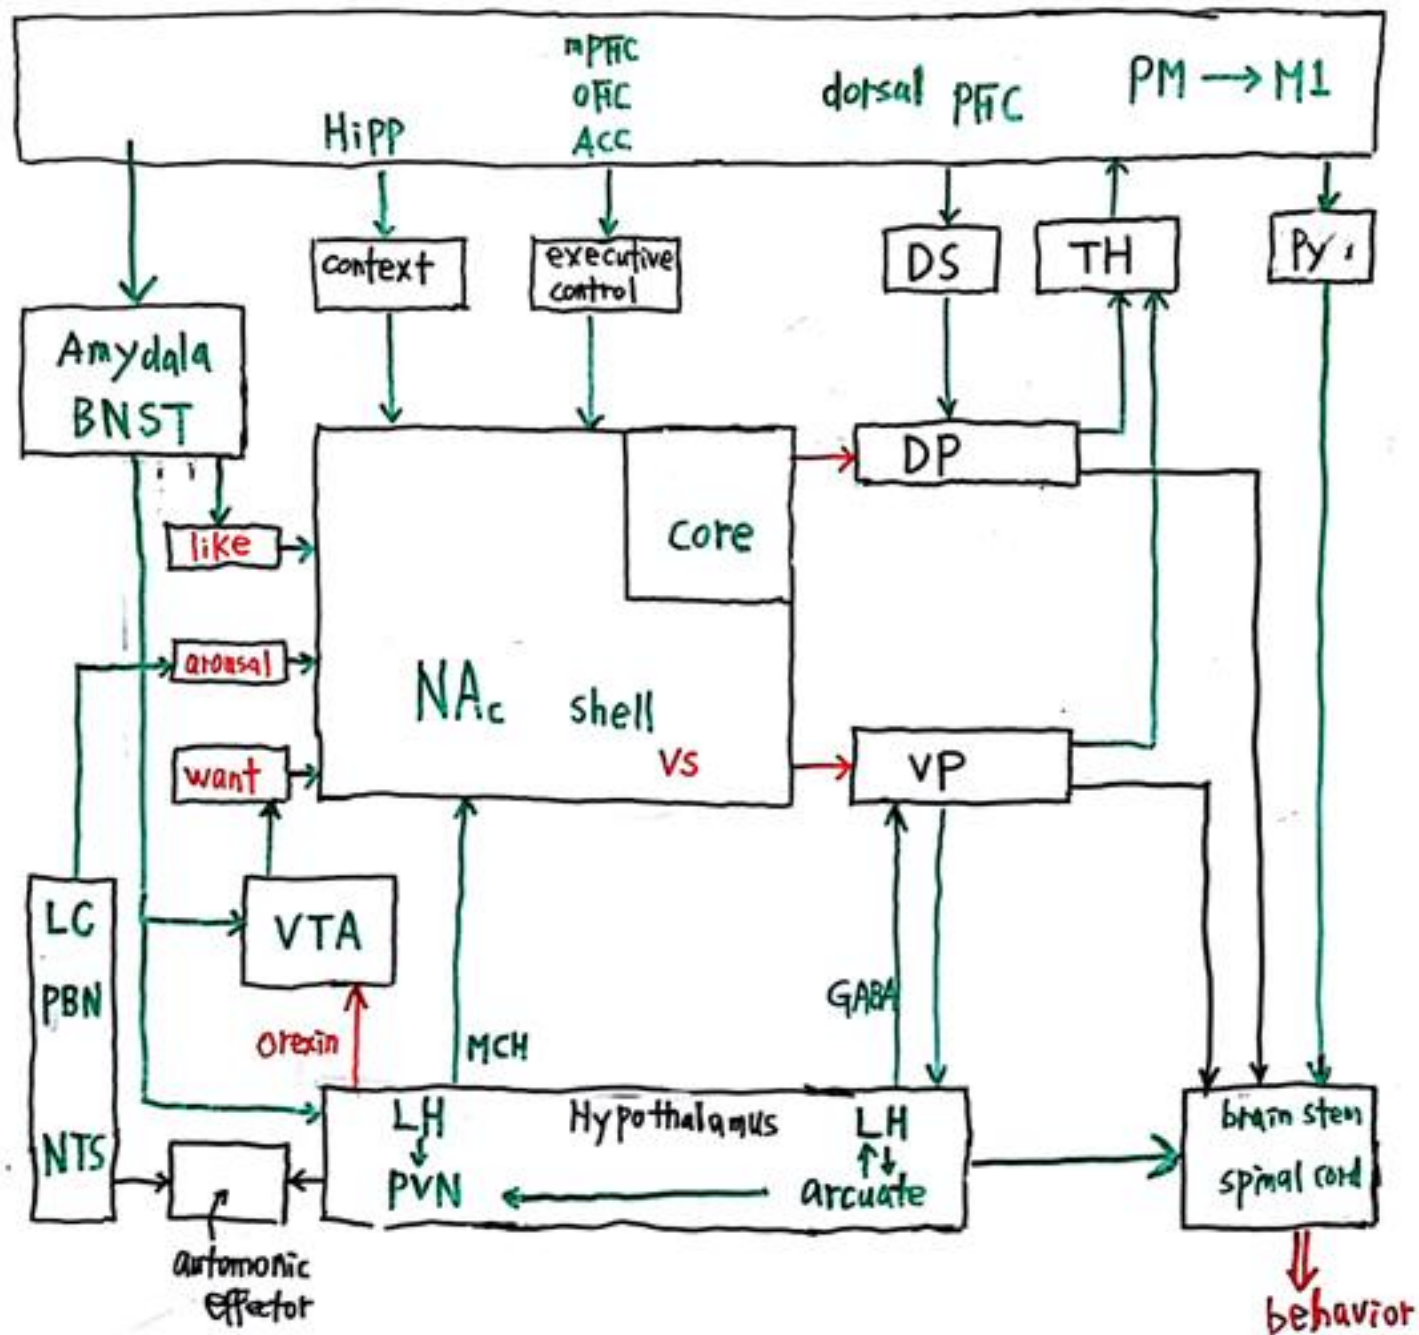 mPFC
OFC
ACC
HiPP
dorsal PFC
PM → M1
context
executive
control
DS
TH
Py.
Amydala
BNST
like
arousal
want
core
NAc shell
VS
DP
VP
LC
PBN
NTS
VTA
orexin
MCH
GABA
LH
PVN
Hypothalamus
LH
arcuate
brain stem
spinal cord
automonic
effector
behavior